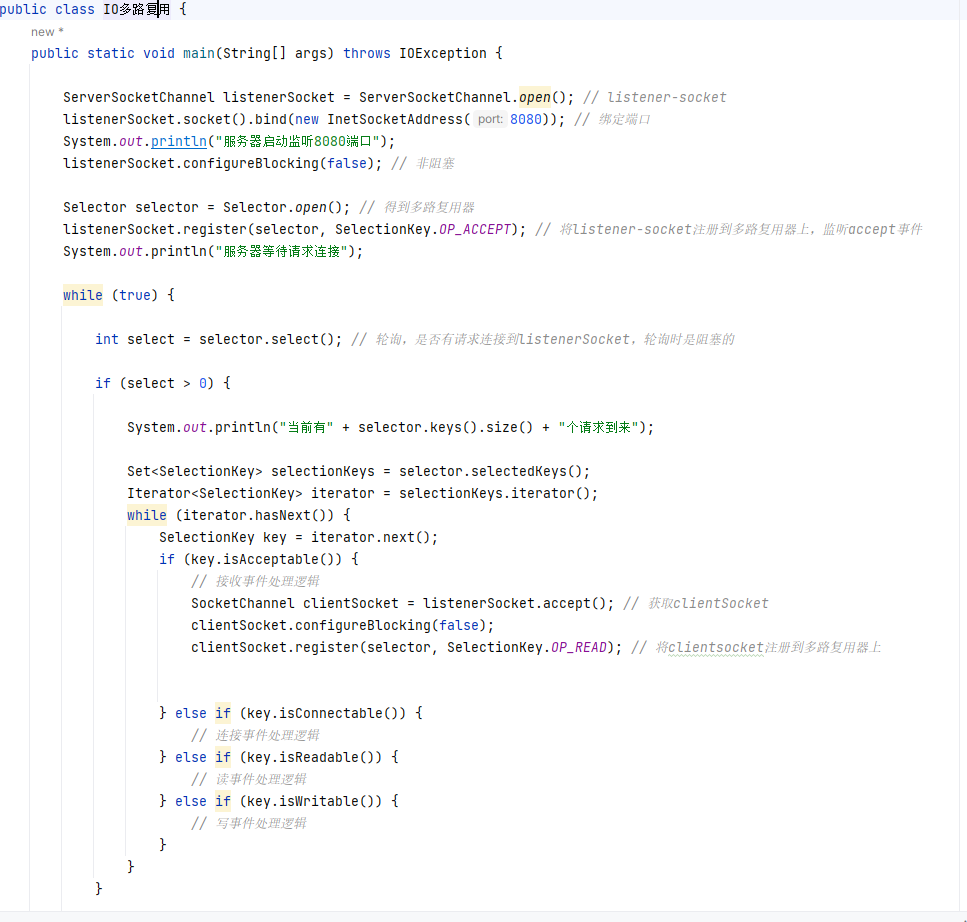 public class IO多路复用 {
new *
public static void main(String[] args) throws IOException {
ServerSocketChannel listenerSocket = ServerSocketChannel.open(); // listener-socket
listenerSocket.socket().bind(new InetSocketAddress( port: 8080)); // 绑定端口
System.out.println("服务器启动监听8080端口");
listenerSocket.configureBlocking(false); // 非阻塞
Selector selector = Selector.open(); // 得到多路复用器
listenerSocket.register(selector, SelectionKey.OP_ACCEPT); // 将listener-socket注册到多路复用器上，监听accept事件
System.out.println("服务器等待请求连接");
while (true) {
int select = selector.select(); // 轮询，是否有请求连接到listenerSocket，轮询时是阻塞的
if (select > 0) {
System.out.println("当前有" + selector.keys().size() + "个请求到来");
Set<SelectionKey> selectionKeys = selector.selectedKeys();
Iterator<SelectionKey> iterator = selectionKeys.iterator();
while (iterator.hasNext()) {
SelectionKey key = iterator.next();
if (key.isAcceptable()) {
// 接收事件处理逻辑
SocketChannel clientSocket = listenerSocket.accept(); // 获取clientSocket
clientSocket.configureBlocking(false);
clientSocket.register(selector, SelectionKey.OP_READ); // 将clientsocket注册到多路复用器上
} else if (key.isConnectable()) {
// 连接事件处理逻辑
} else if (key.isReadable()) {
// 读事件处理逻辑
} else if (key.isWritable()) {
// 写事件处理逻辑
}
}
}